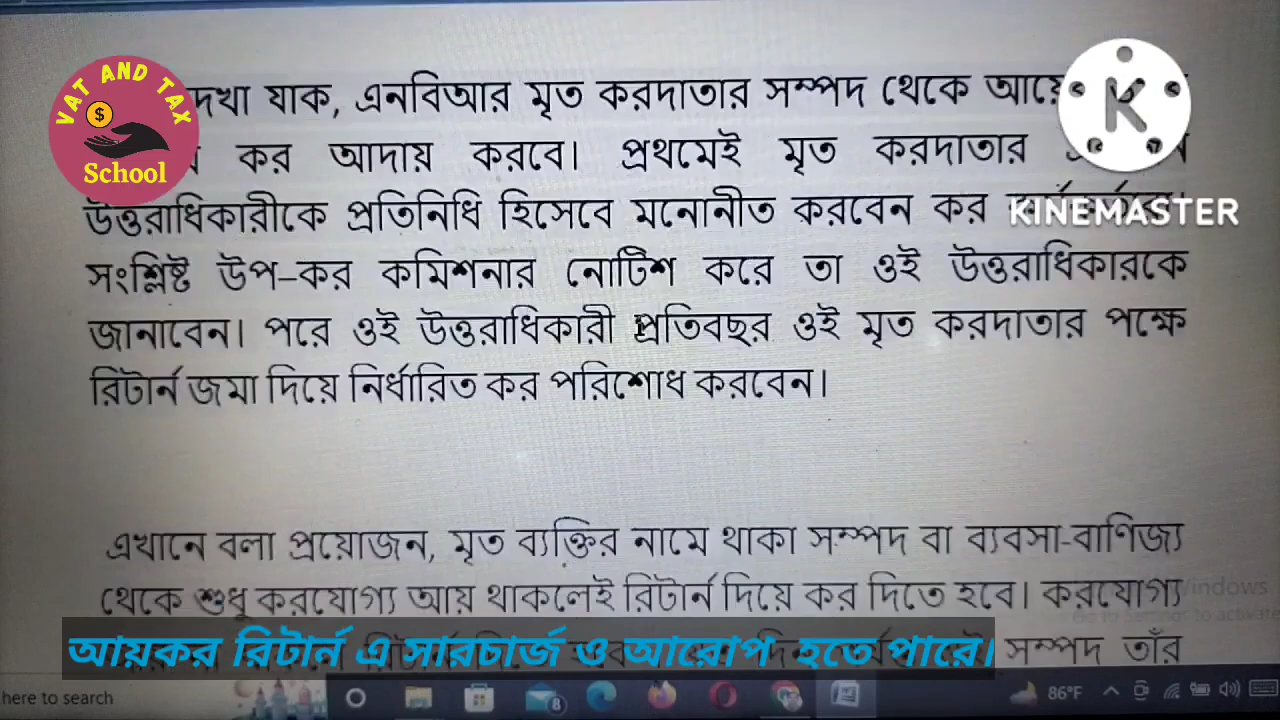 VAT AND TAX
$
School
KINEMASTER
দেখা যাক, এনবিআর মৃত করদাতার সম্পদ থেকে
কর আদায় করবে। প্রথমেই মৃত করদাতার
উত্তরাধিকারীকে প্রতিনিধি হিসেবে মনোনীত করবেন কর
সংশ্লিষ্ট উপ-কর কমিশনার নোটিশ করে তা ওই উত্তরাধিকারকে
জানাবেন। পরে ওই উত্তরাধিকারী প্রতিবছর ওই মৃত করদাতার পক্ষে
রিটার্ন জমা দিয়ে নির্ধারিত কর পরিশোধ করবেন।
এখানে বলা প্রয়োজন, মৃত ব্যক্তির নামে থাকা সম্পদ বা ব্যবসা-বাণিজ্য
থেকে শুধু করযোগ্য আয় থাকলেই রিটার্ন দিয়ে কর দিতে হবে। করযোগ্য
সম্পদ তাঁর
আয়কর রিটার্ন এ সারচার্জ ও আরোপ হতে পারে।
here to search
8
86°F